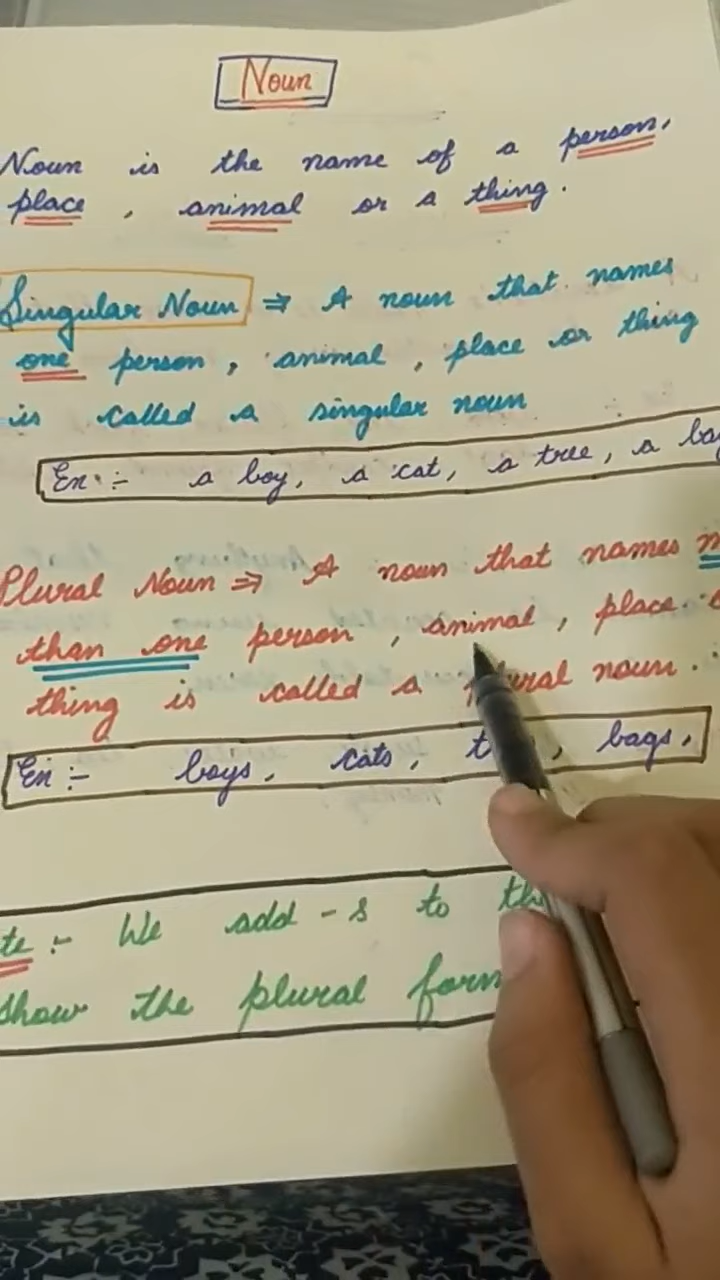 Noun
Noun is the name of a person,
place, animal or a thing.
Singular Noun ⇒ A noun that names
one person, animal, place or thing
is called a singular noun
Ex:- a boy, a cat, a tree, a
Plural Noun ⇒ A noun that names
than one person, animal, place
thing is called a plural noun.
Ex:- boys, cats, bags,
:- We add -s to
show the plural form